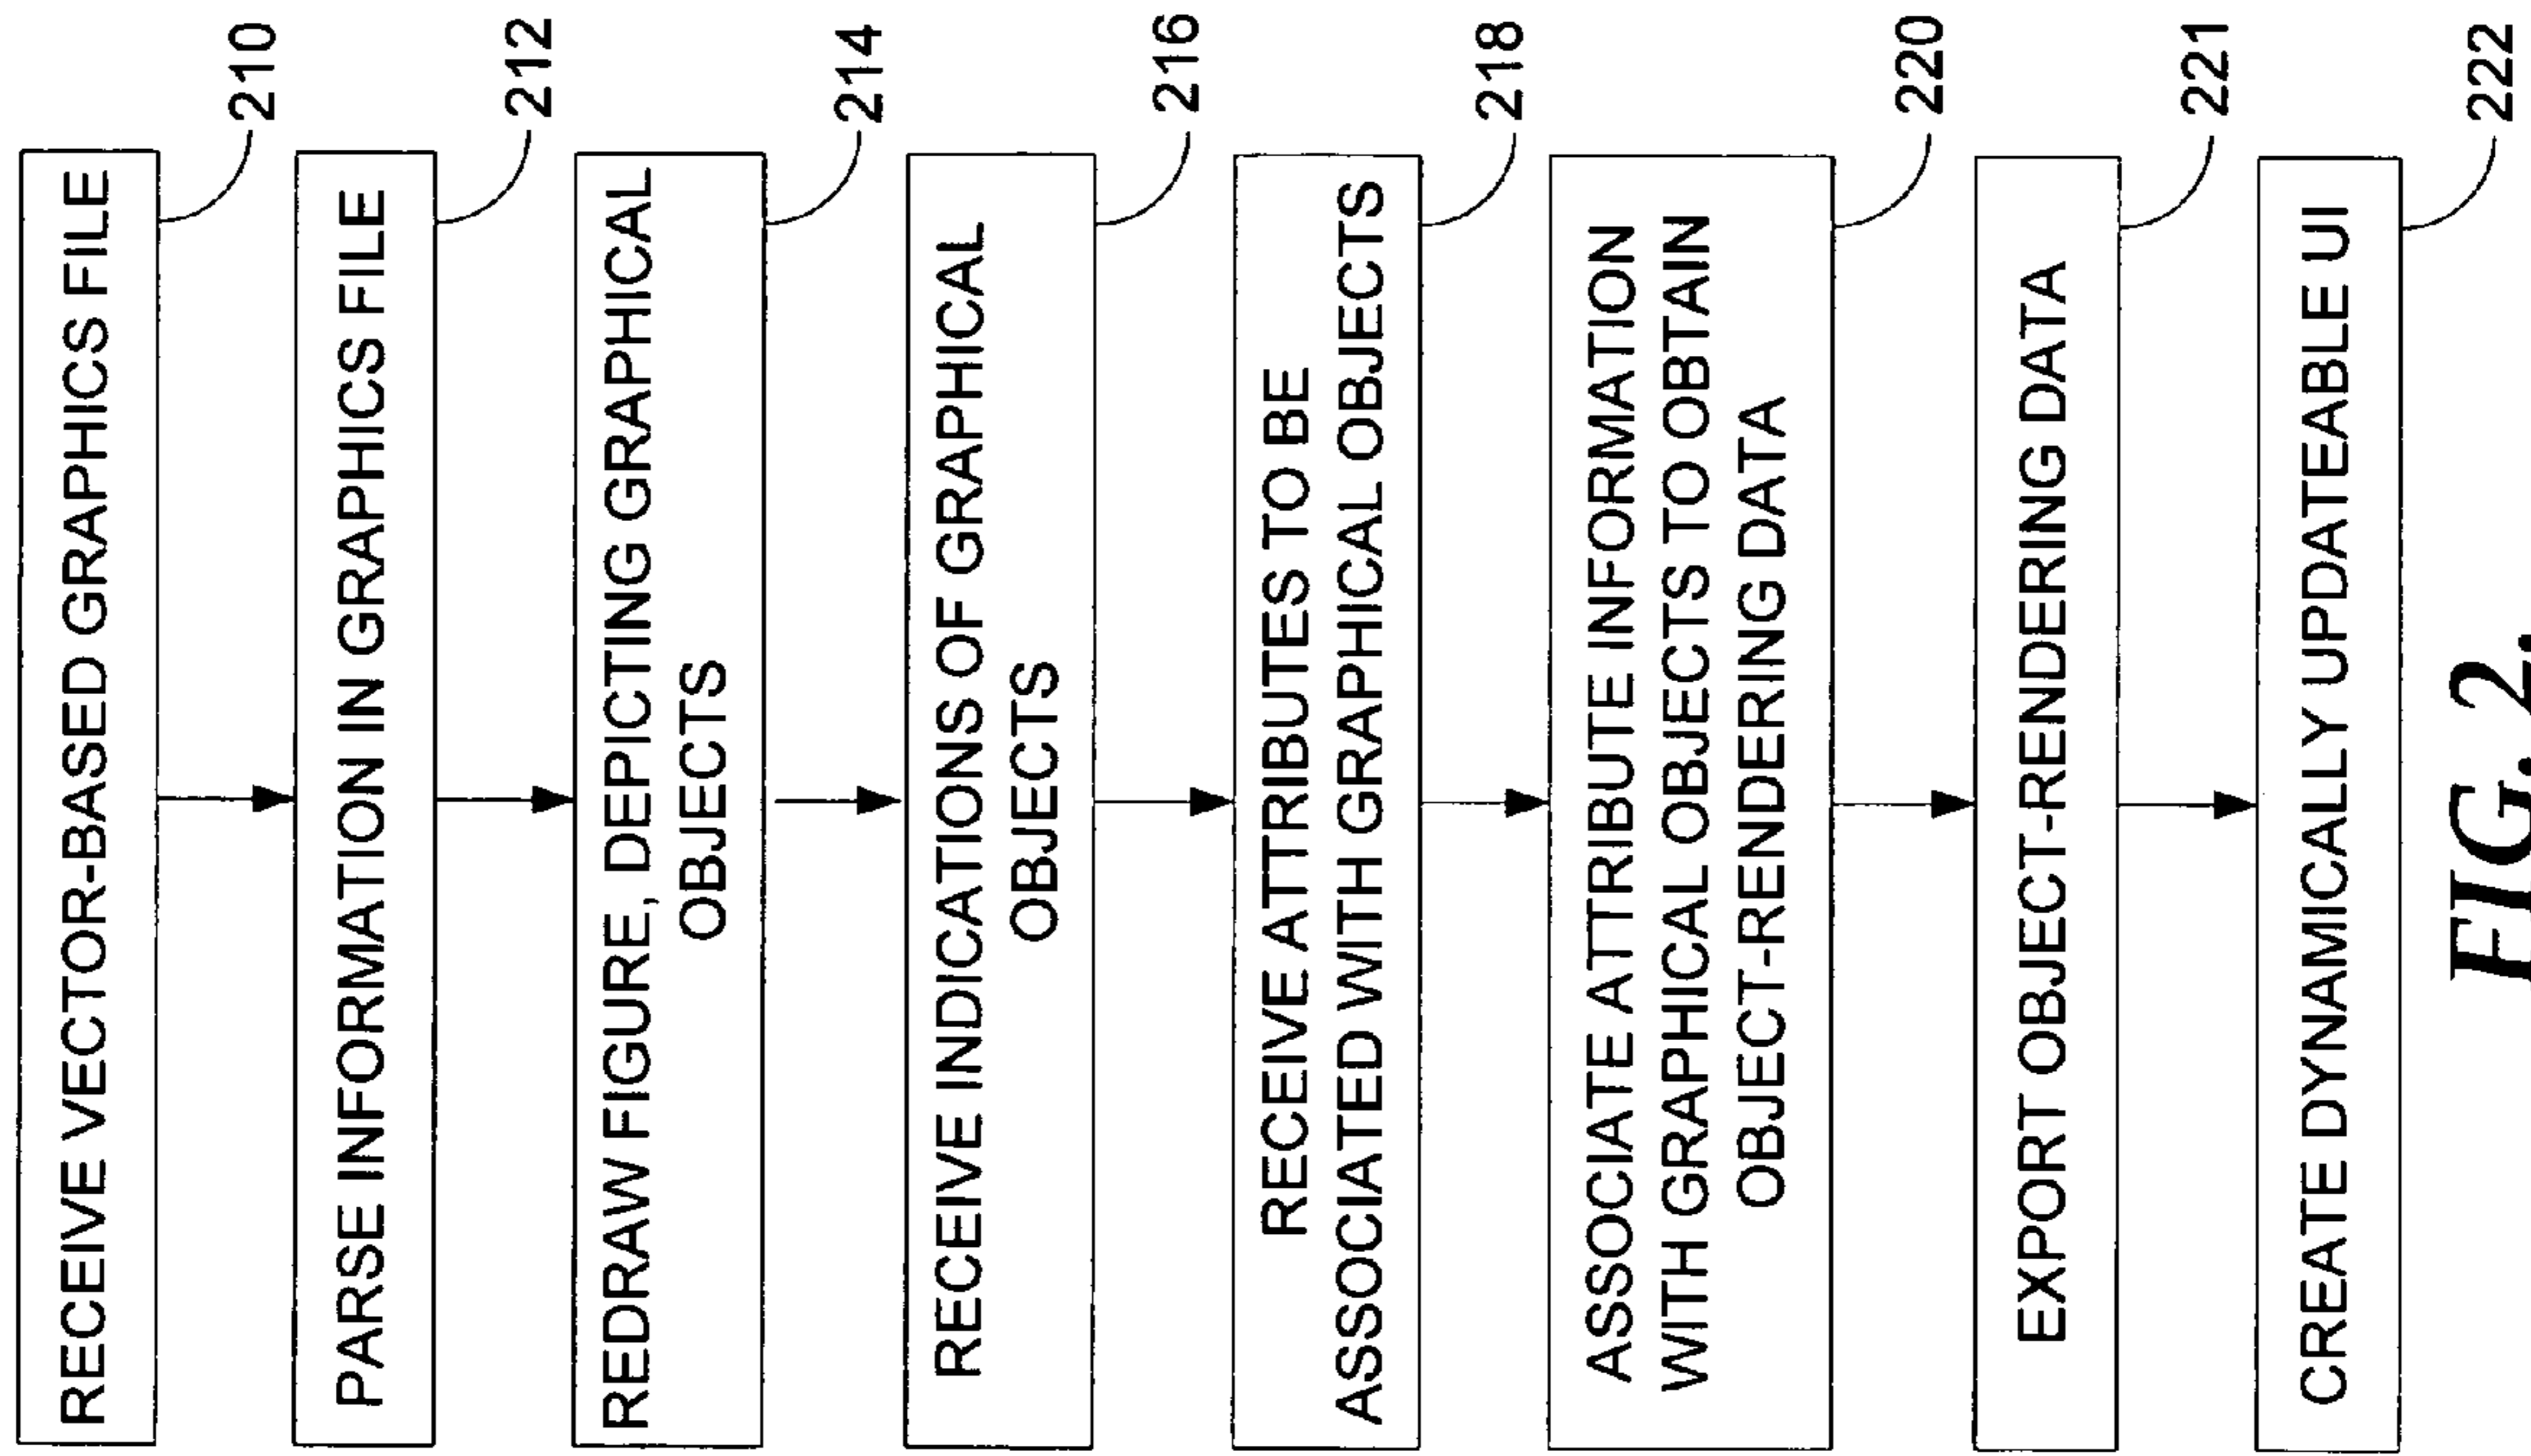 RECEIVE VECTOR-BASED GRAPHICS FILE
210
PARSE INFORMATION IN GRAPHICS FILE
212
REDRAW FIGURE, DEPICTING GRAPHICAL
OBJECTS
214
RECEIVE INDICATIONS OF GRAPHICAL
OBJECTS
216
RECEIVE ATTRIBUTES TO BE
ASSOCIATED WITH GRAPHICAL OBJECTS
218
ASSOCIATE ATTRIBUTE INFORMATION
WITH GRAPHICAL OBJECTS TO OBTAIN
OBJECT-RENDERING DATA
220
EXPORT OBJECT-RENDERING DATA
221
CREATE DYNAMICALLY UPDATEABLE UI
222
FIG. 2.